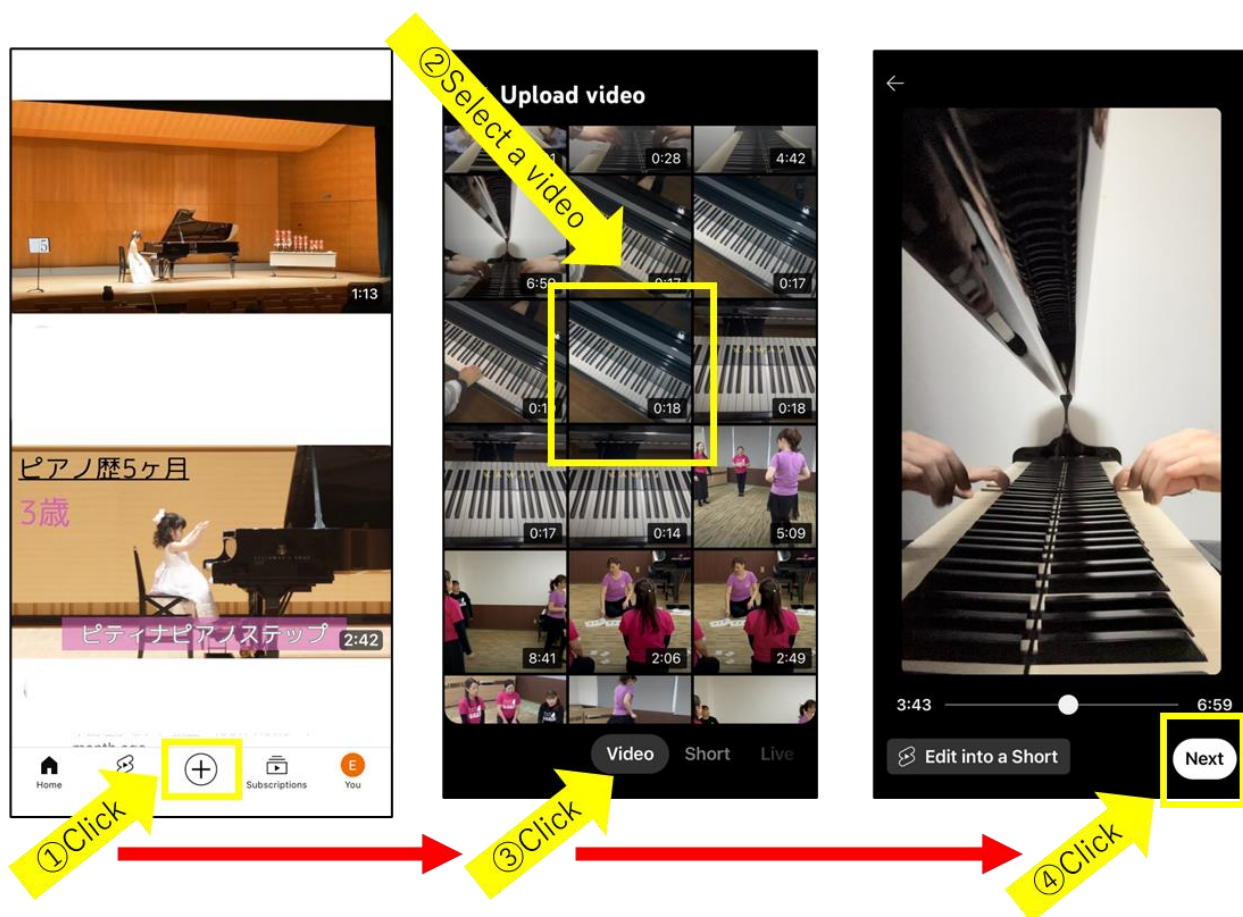 1:13
ピアノ歴5ヶ月
3歳
ピティナピアノステップ
2:42
Home
Subscriptions
You
E
①Click
②Select a video
Upload video
0:28
4:42
6:59
0:17
0:17
0:18
0:18
0:17
0:14
5:09
8:41
2:06
2:49
Video Short Live
③Click
3:43
6:59
Edit into a Short
Next
④Click